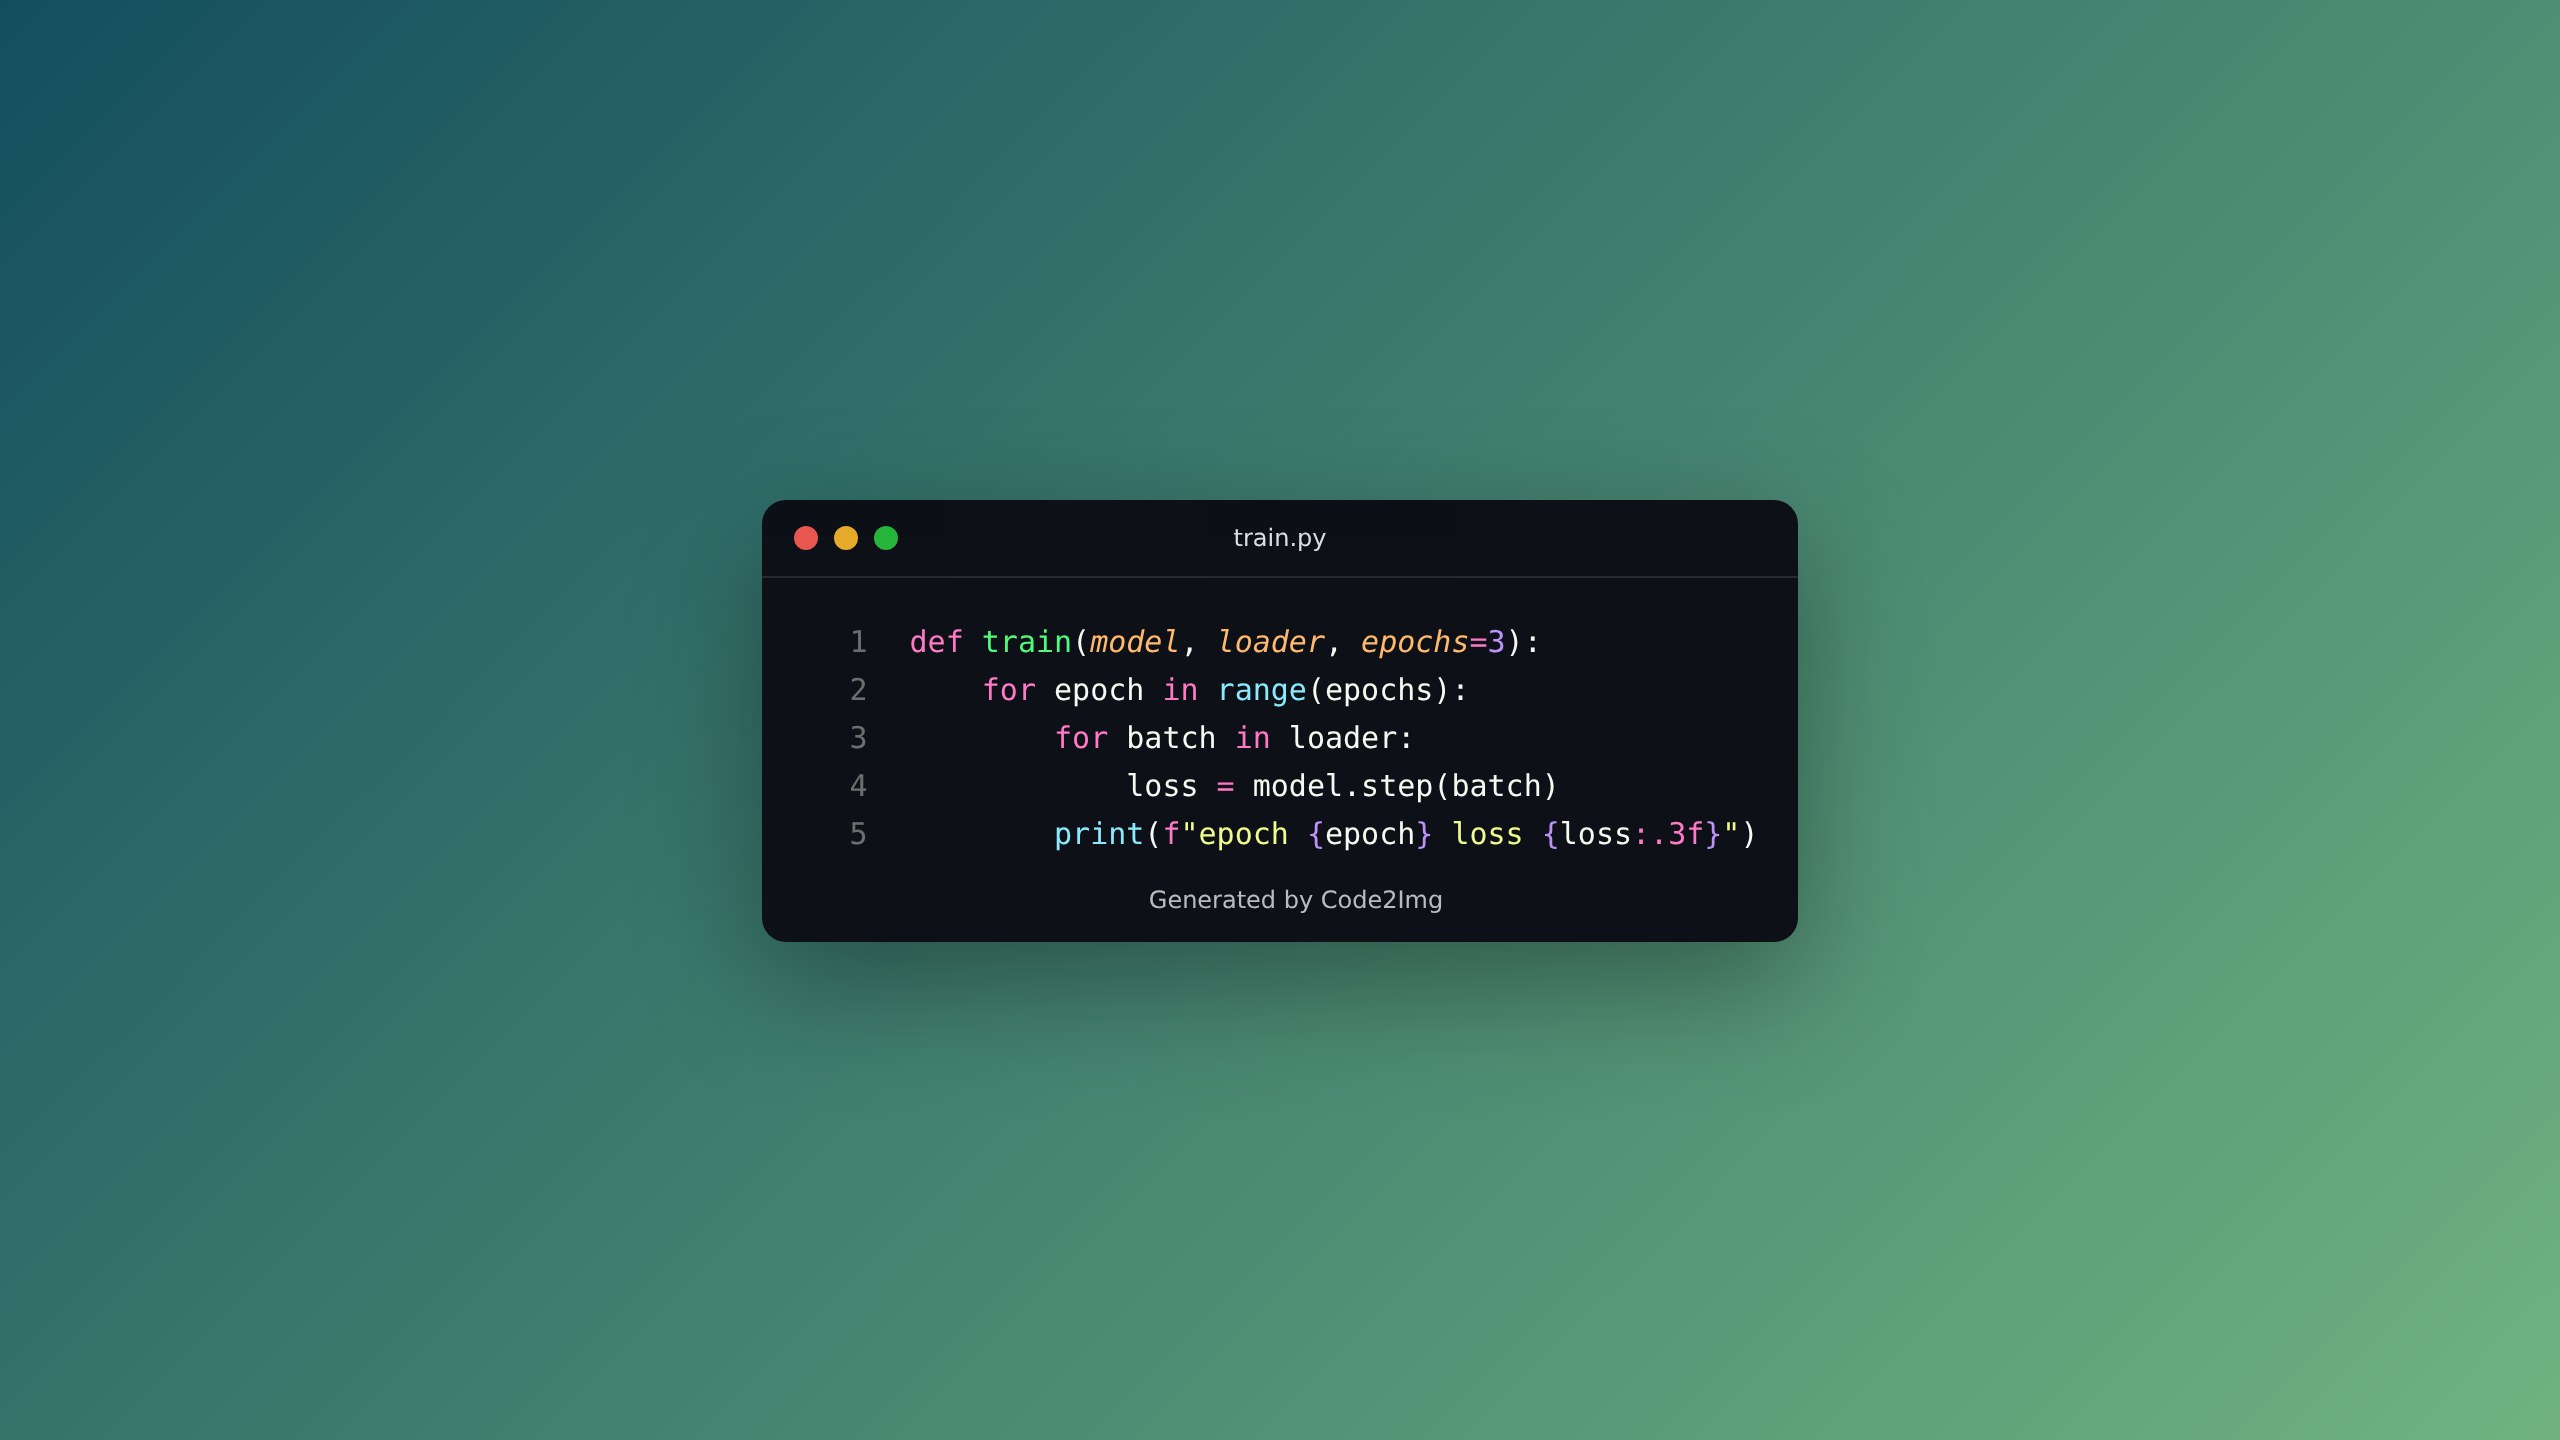 train.py
1 def train(model, loader, epochs=3):
2     for epoch in range(epochs):
3         for batch in loader:
4             loss = model.step(batch)
5         print(f"epoch {epoch} loss {loss:.3f}")
Generated by Code2Img